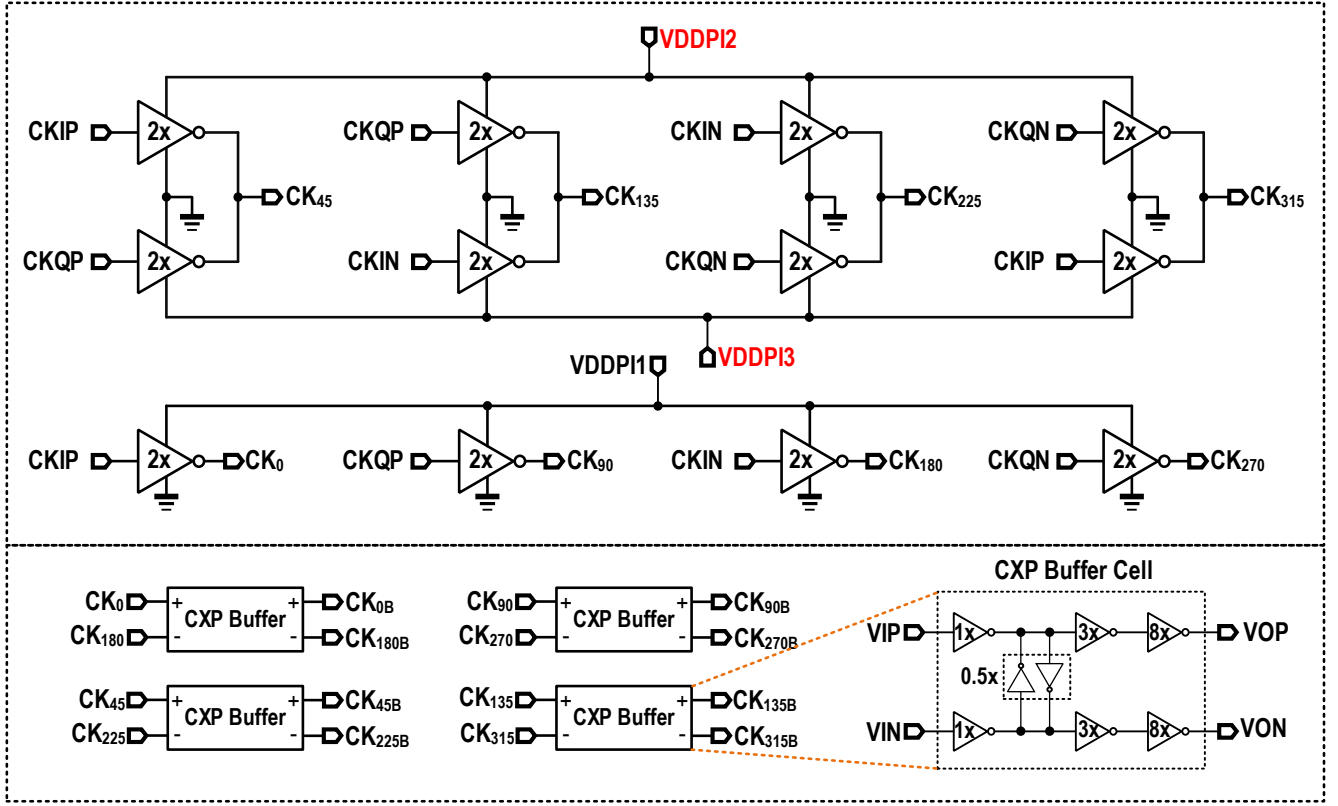 VDDPI2
CKIP 2x CKQP 2x CKIN 2x CKQN 2x
CK45 CK135 CK225 CK315
CKQP 2x CKIN 2x CKQN 2x CKIP 2x
VDDPI3
VDDPI1
CKIP 2x CK0 CKQP 2x CK90 CKIN 2x CK180 CKQN 2x CK270
CXP Buffer Cell
CK0 + CXP Buffer + CK0B CK90 + CXP Buffer + CK90B
CK180 - - CK180B CK270 - - CK270B
VIP 1x 3x 8x VOP
0.5x
CK45 + CXP Buffer + CK45B CK135 + CXP Buffer + CK135B
CK225 - - CK225B CK315 - - CK315B
VIN 1x 3x 8x VON